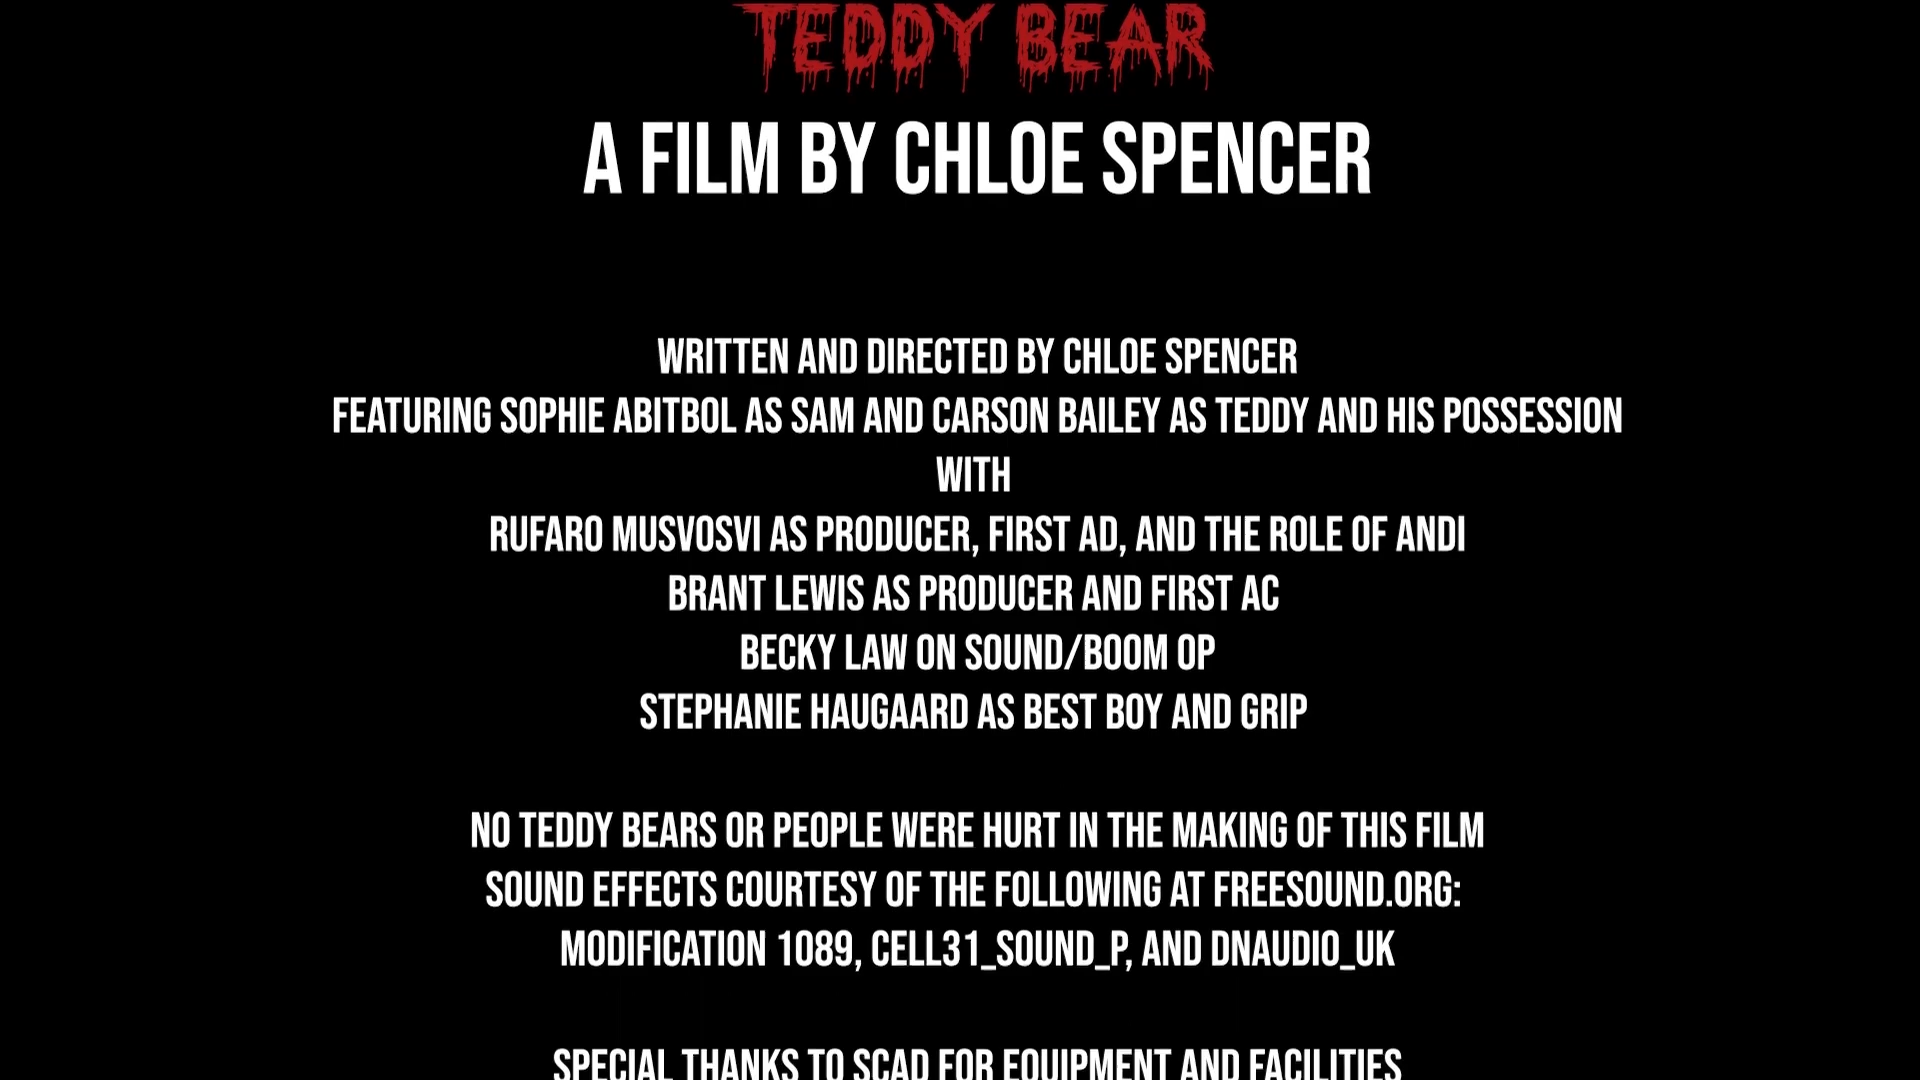 TEDDY BEAR
A FILM BY CHLOE SPENCER
WRITTEN AND DIRECTED BY CHLOE SPENCER
FEATURING SOPHIE ABITBOL AS SAM AND CARSON BAILEY AS TEDDY AND HIS POSSESSION
WITH
RUFARO MUSVOSVI AS PRODUCER, FIRST AD, AND THE ROLE OF ANDI
BRANT LEWIS AS PRODUCER AND FIRST AC
BECKY LAW ON SOUND/BOOM OP
STEPHANIE HAUGAARD AS BEST BOY AND GRIP
NO TEDDY BEARS OR PEOPLE WERE HURT IN THE MAKING OF THIS FILM
SOUND EFFECTS COURTESY OF THE FOLLOWING AT FREESOUND.ORG:
MODIFICATION 1089, CELL31_SOUND_P, AND DNAUDIO_UK
SPECIAL THANKS TO SCAD FOR EQUIPMENT AND FACILITIES